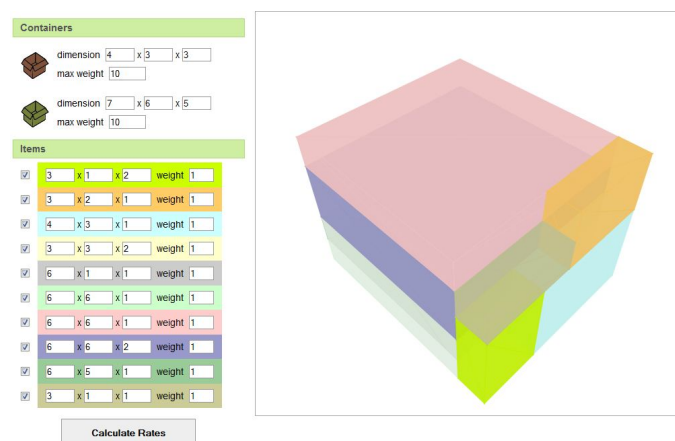 Containers
dimension 4 x 3 x 3
max weight 10
dimension 7 x 6 x 5
max weight 10
Items
3 x 1 x 2 weight 1
3 x 2 x 1 weight 1
4 x 3 x 1 weight 1
3 x 3 x 2 weight 1
6 x 1 x 1 weight 1
6 x 6 x 1 weight 1
6 x 6 x 1 weight 1
6 x 6 x 2 weight 1
6 x 5 x 1 weight 1
3 x 1 x 1 weight 1
Calculate Rates